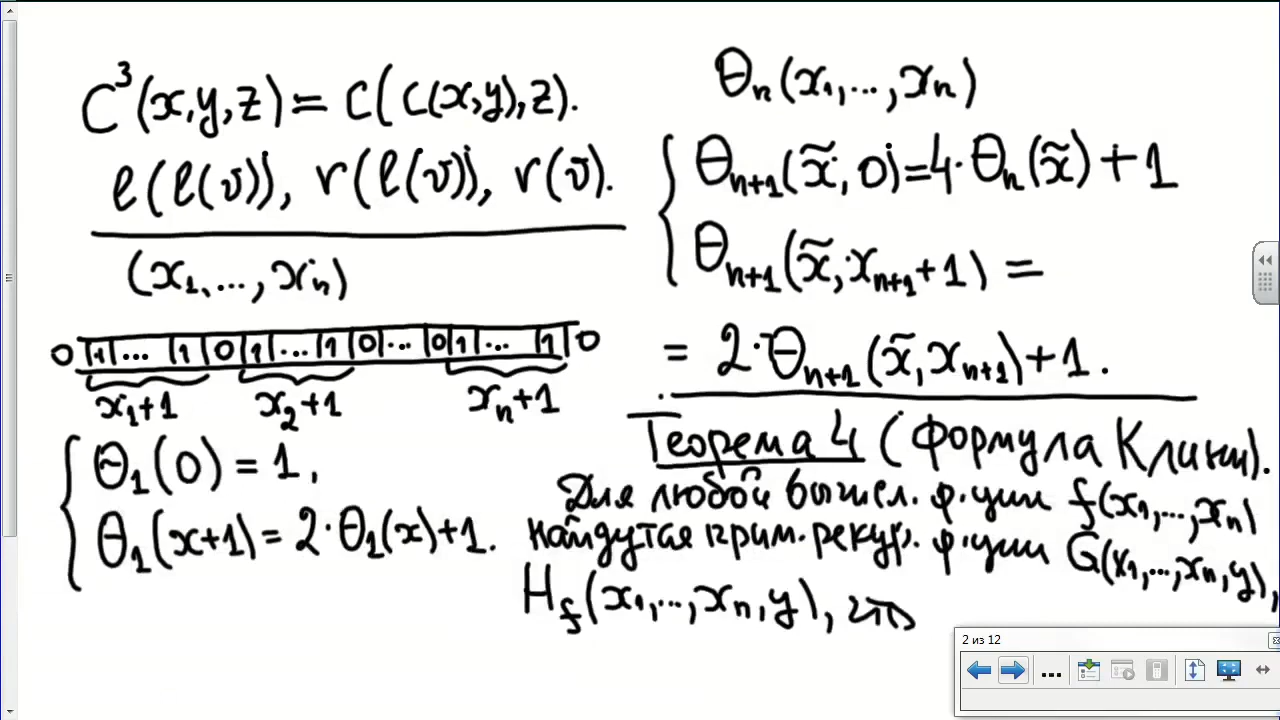 C³(x,y,z)= c(c(x,y),z).
l(l(v)), r(l(v)), r(v).
(x₁,...,xₙ)
0 1 ... 1 0 1 ... 1 0 ... 0 1 ... 1 0
x₁+1 x₂+1 xₙ+1
θ₁(0) = 1,
θ₁(x+1) = 2·θ₁(x)+1.
θₙ(x₁,...,xₙ)
θₙ₊₁(x̃, 0)=4·θₙ(x̃)+1
θₙ₊₁(x̃, xₙ₊₁+1) =
= 2·θₙ₊₁(x̃, xₙ₊₁)+1.
Теорема 4 (Формула Клини).
Для любой вычисл. ф-ции f(x₁,...,xₙ)
найдутся прим. рекур. ф-ции G(x₁,...,xₙ,y),
H_f(x₁,...,xₙ,y), что
2 из 12